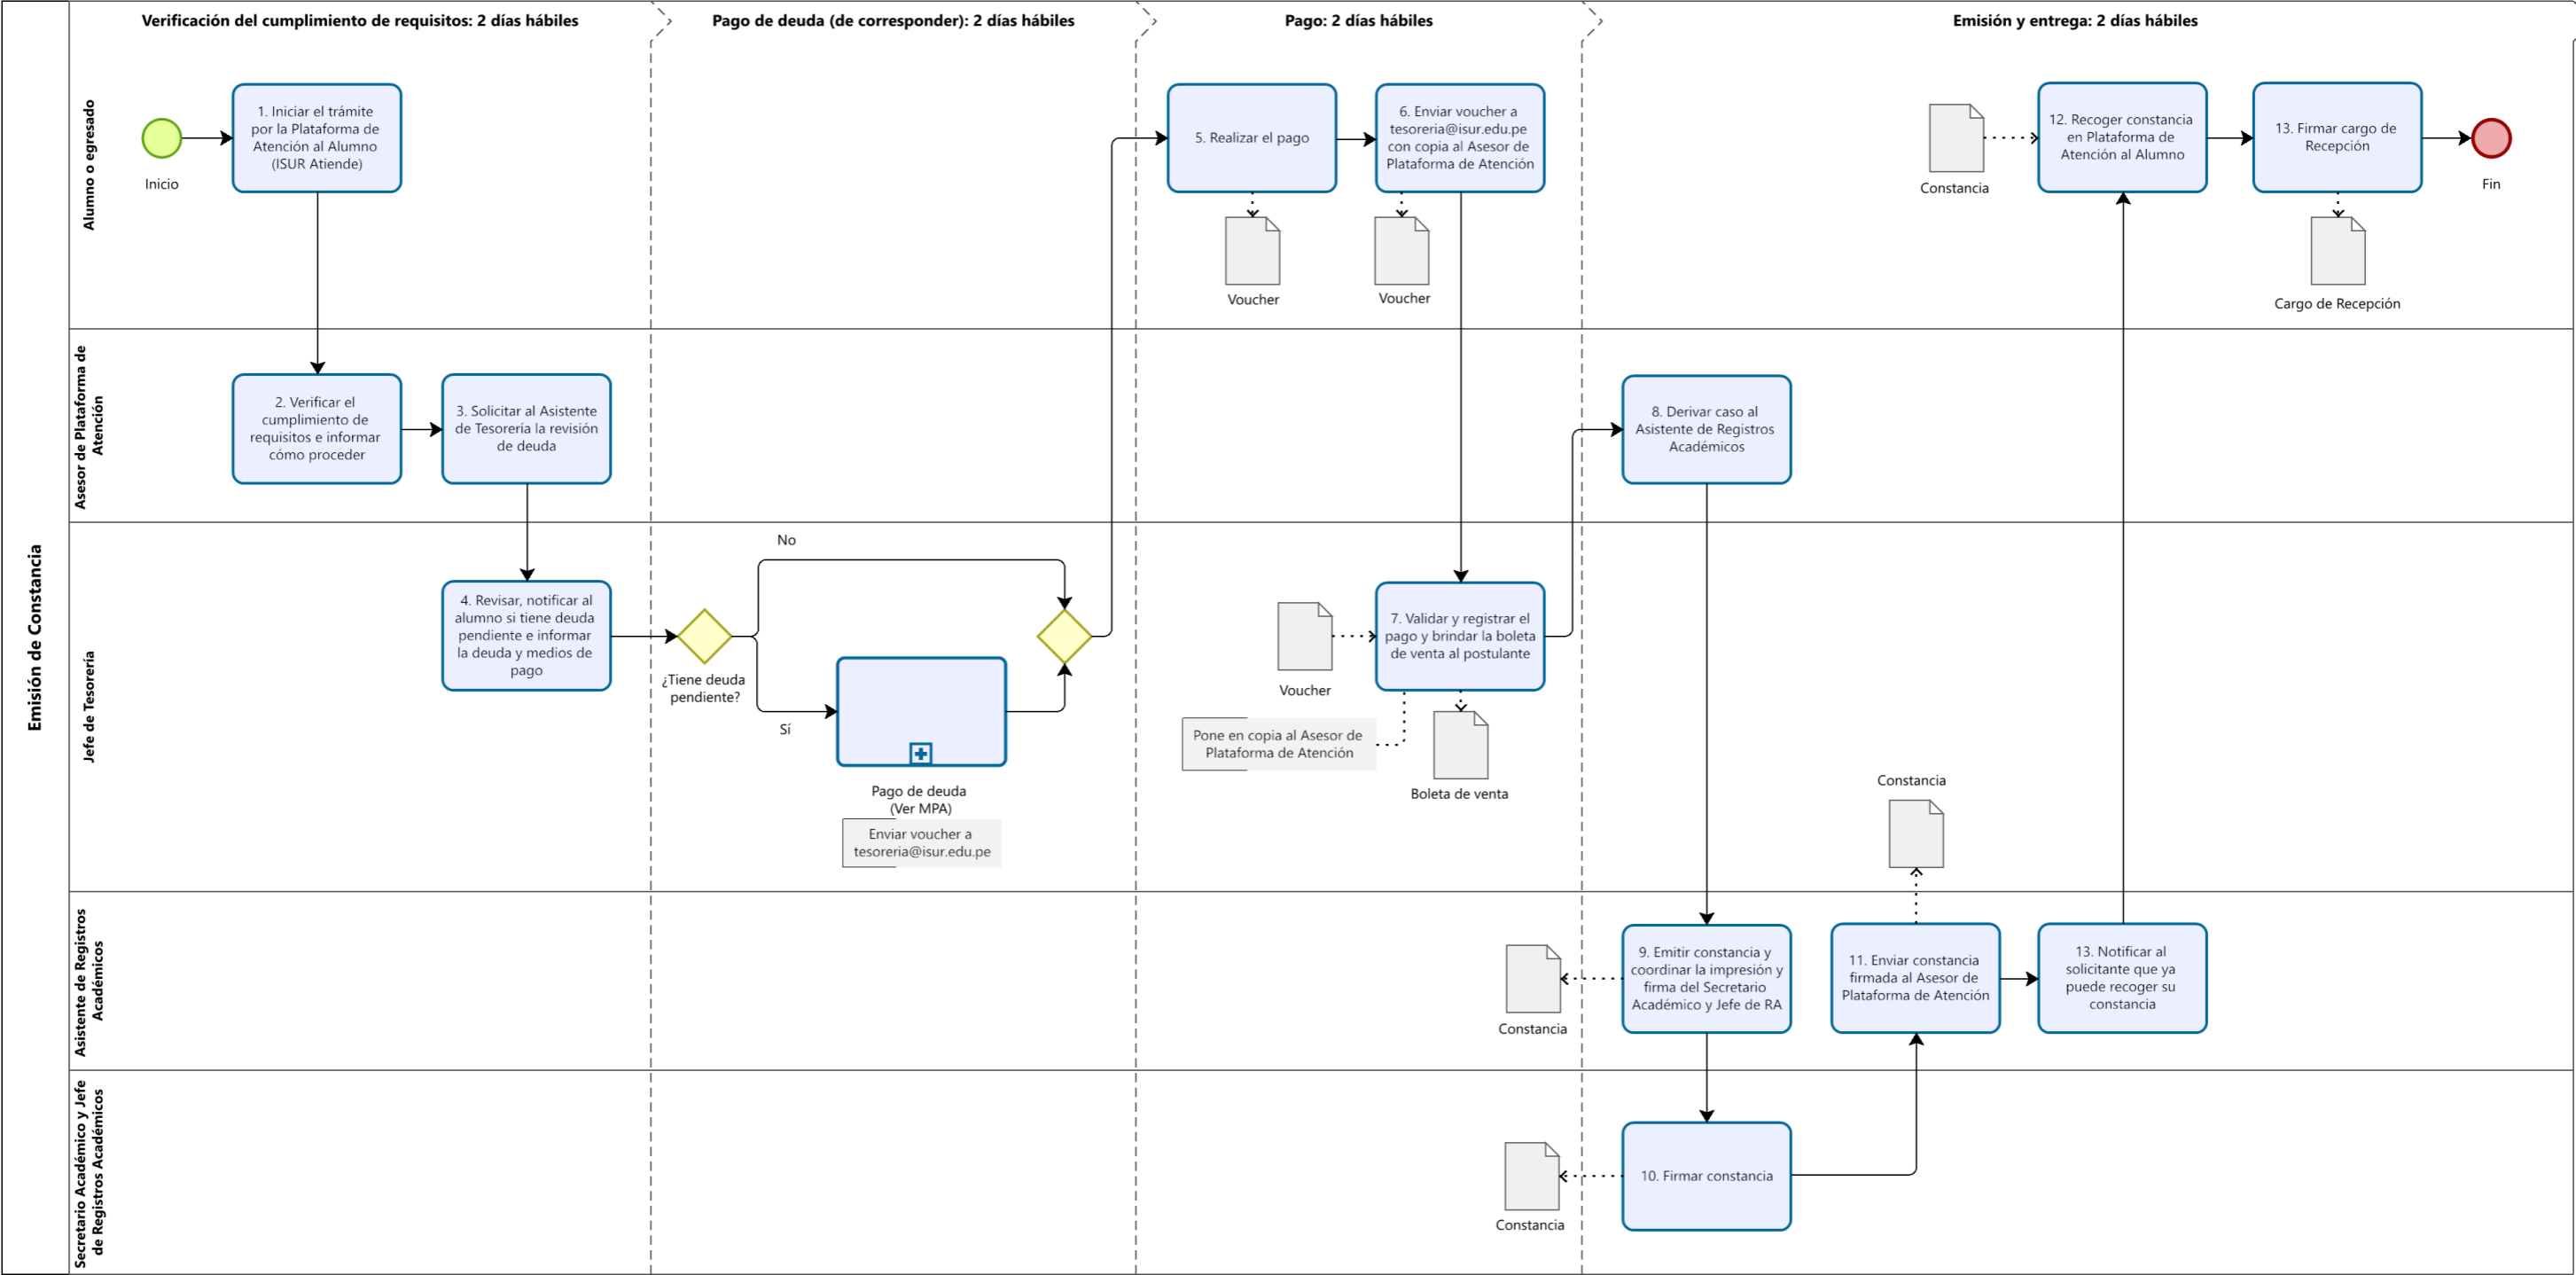 Emisión de Constancia
Verificación del cumplimiento de requisitos: 2 días hábiles
Pago de deuda (de corresponder): 2 días hábiles
Pago: 2 días hábiles
Emisión y entrega: 2 días hábiles
Alumno o egresado
Inicio
1. Iniciar el trámite
por la Plataforma de
Atención al Alumno
(ISUR Atiende)
5. Realizar el pago
Voucher
6. Enviar voucher a
tesoreria@isur.edu.pe
con copia al Asesor de
Plataforma de Atención
Voucher
Constancia
12. Recoger constancia
en Plataforma de
Atención al Alumno
13. Firmar cargo de
Recepción
Cargo de Recepción
Fin
Asesor de Plataforma de
Atención
2. Verificar el
cumplimiento de
requisitos e informar
cómo proceder
3. Solicitar al Asistente
de Tesorería la revisión
de deuda
8. Derivar caso al
Asistente de Registros
Académicos
Jefe de Tesorería
4. Revisar, notificar al
alumno si tiene deuda
pendiente e informar
la deuda y medios de
pago
¿Tiene deuda
pendiente?
No
Sí
Pago de deuda
(Ver MPA)
Enviar voucher a
tesoreria@isur.edu.pe
Voucher
7. Validar y registrar el
pago y brindar la boleta
de venta al postulante
Pone en copia al Asesor de
Plataforma de Atención
Boleta de venta
Constancia
Asistente de Registros
Académicos
Constancia
9. Emitir constancia y
coordinar la impresión y
firma del Secretario
Académico y Jefe de RA
11. Enviar constancia
firmada al Asesor de
Plataforma de Atención
13. Notificar al
solicitante que ya
puede recoger su
constancia
Secretario Académico y Jefe
de Registros Académicos
Constancia
10. Firmar constancia